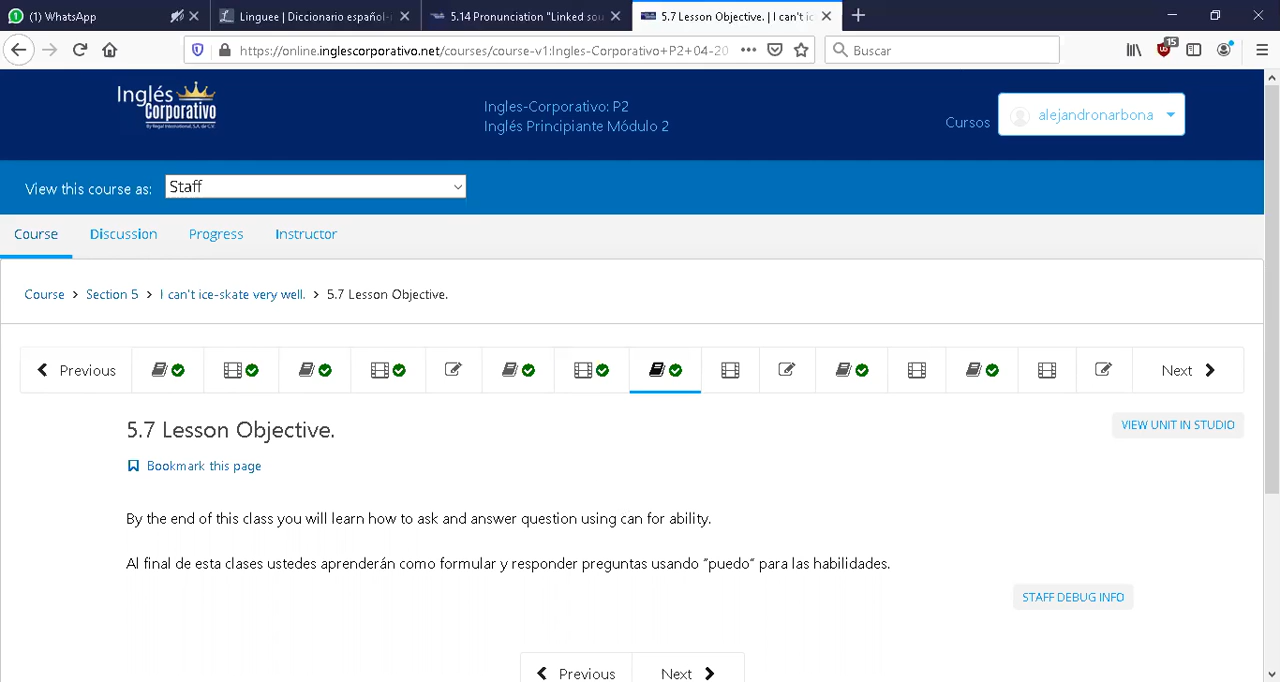 (1) WhatsApp
Linguee | Diccionario español-
5.14 Pronunciation "Linked sou
5.7 Lesson Objective. | I can't ic
https://online.inglescorporativo.net/courses/course-v1:Ingles-Corporativo+P2+04-20
Buscar
15
Inglés
Corporativo
Ingles-Corporativo: P2
Inglés Principiante Módulo 2
Cursos
alejandronarbona
View this course as:
Staff
Course
Discussion
Progress
Instructor
Course > Section 5 > I can't ice-skate very well. > 5.7 Lesson Objective.
Previous
Next
5.7 Lesson Objective.
VIEW UNIT IN STUDIO
Bookmark this page
By the end of this class you will learn how to ask and answer question using can for ability.
Al final de esta clases ustedes aprenderán como formular y responder preguntas usando "puedo" para las habilidades.
STAFF DEBUG INFO
Previous
Next